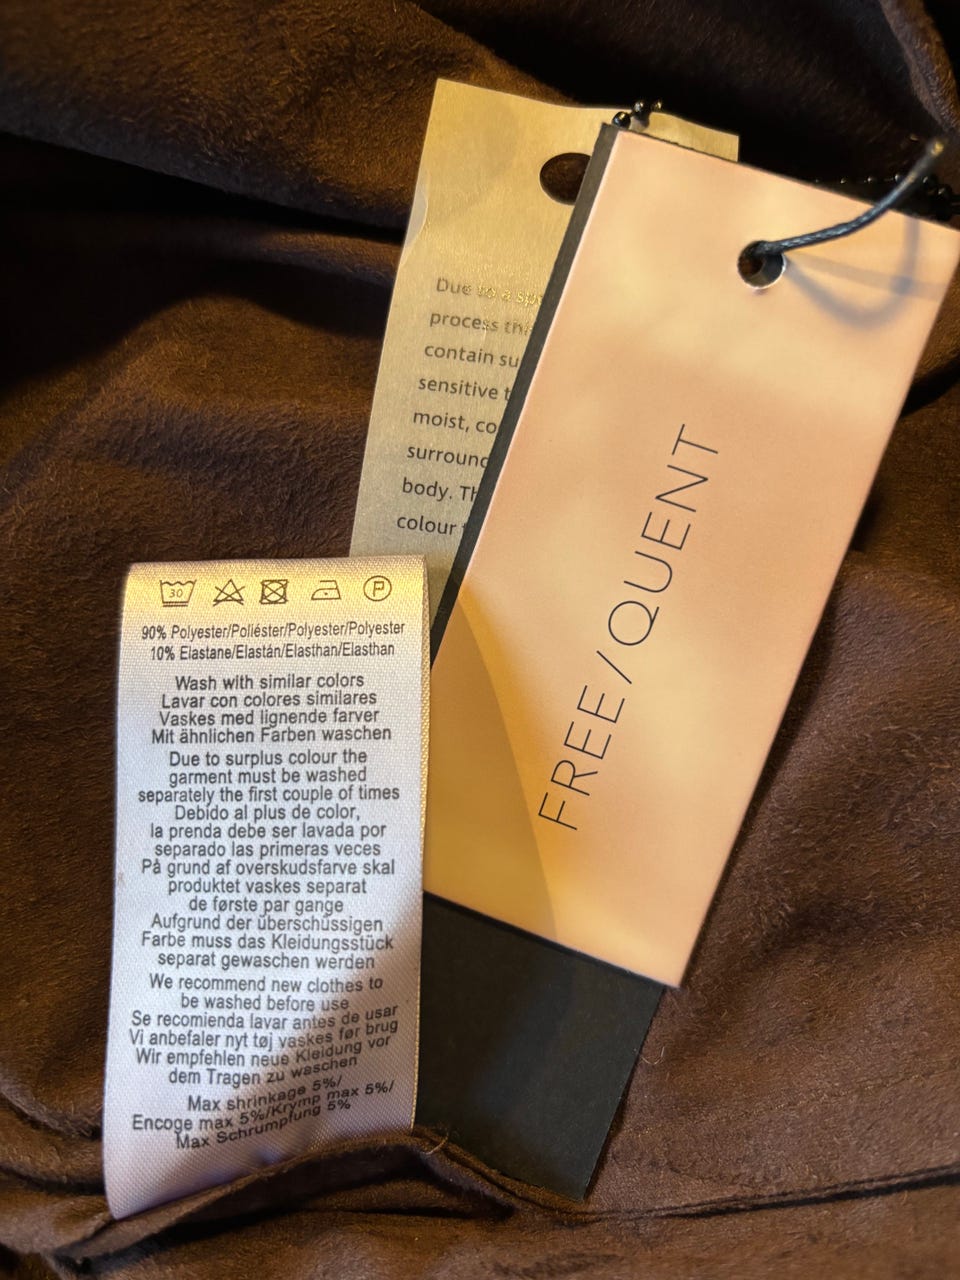 Due to a
process
contain
sensitive
moist,
body.
colour
FREE/QUENT
30
P
90% Polyester/Poliéster/Polyester/Polyester
10% Elastane/Elastán/Elasthan/Elasthan
Wash with similar colors
Lavar con colores similares
Vaskes med lignende farver
Mit ähnlichen Farben waschen
Due to surplus colour the
garment must be washed
separately the first couple of times
Debido al plus de color,
la prenda debe ser lavada por
separado las primeras veces
På grund af overskudsfarve skal
produktet vaskes separat
de første par gange
Aufgrund der überschüssigen
Farbe muss das Kleidungsstück
separat gewaschen werden
We recommend new clothes to
be washed before use
Se recomienda lavar antes de usar
Vi anbefaler nyt tøj vaskes før brug
Wir empfehlen neue Kleidung vor
dem Tragen zu waschen
Max shrinkage 5%/
Encoge max 5%/Krymp max 5%/
Max Schrumpfung 5%